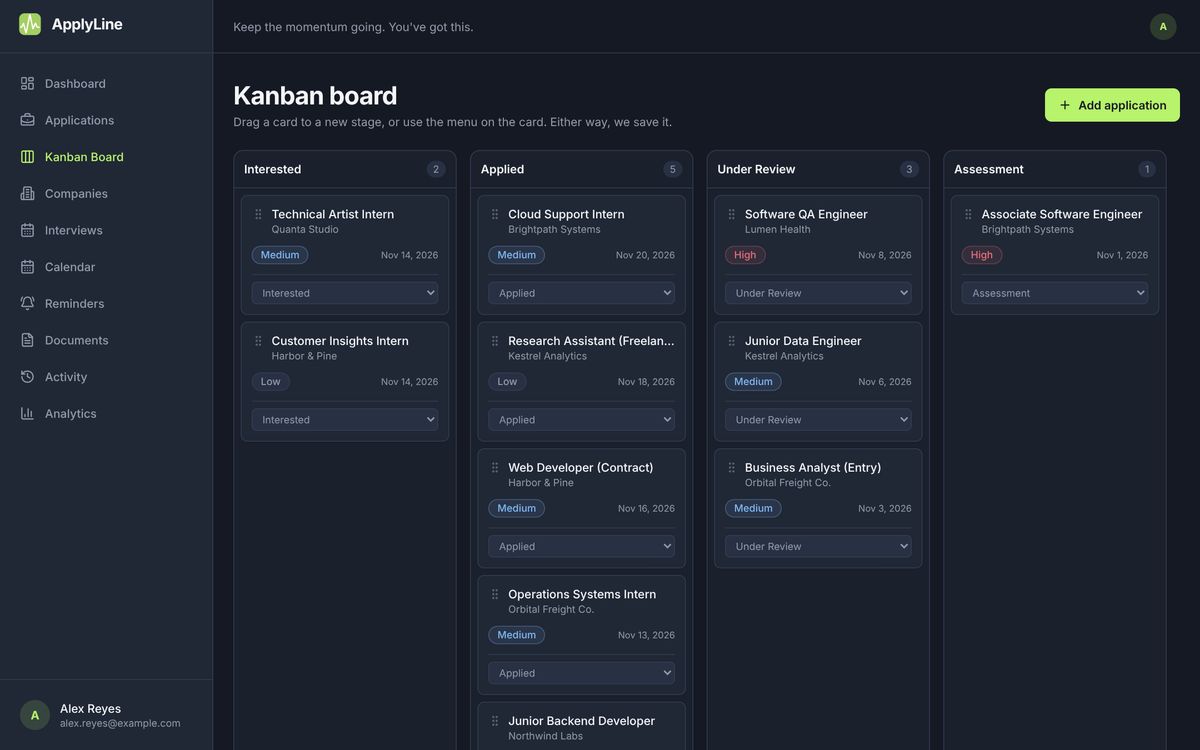 ApplyLine
Keep the momentum going. You've got this.
A
Dashboard
Applications
Kanban Board
Companies
Interviews
Calendar
Reminders
Documents
Activity
Analytics
A
Alex Reyes
alex.reyes@example.com
Kanban board
Drag a card to a new stage, or use the menu on the card. Either way, we save it.
+ Add application
Interested 2
Technical Artist Intern
Quanta Studio
Medium Nov 14, 2026
Interested
Customer Insights Intern
Harbor & Pine
Low Nov 14, 2026
Interested
Applied 5
Cloud Support Intern
Brightpath Systems
Medium Nov 20, 2026
Applied
Research Assistant (Freelan...
Kestrel Analytics
Low Nov 18, 2026
Applied
Web Developer (Contract)
Harbor & Pine
Medium Nov 16, 2026
Applied
Operations Systems Intern
Orbital Freight Co.
Medium Nov 13, 2026
Applied
Junior Backend Developer
Northwind Labs
Under Review 3
Software QA Engineer
Lumen Health
High Nov 8, 2026
Under Review
Junior Data Engineer
Kestrel Analytics
Medium Nov 6, 2026
Under Review
Business Analyst (Entry)
Orbital Freight Co.
Medium Nov 3, 2026
Under Review
Assessment 1
Associate Software Engineer
Brightpath Systems
High Nov 1, 2026
Assessment